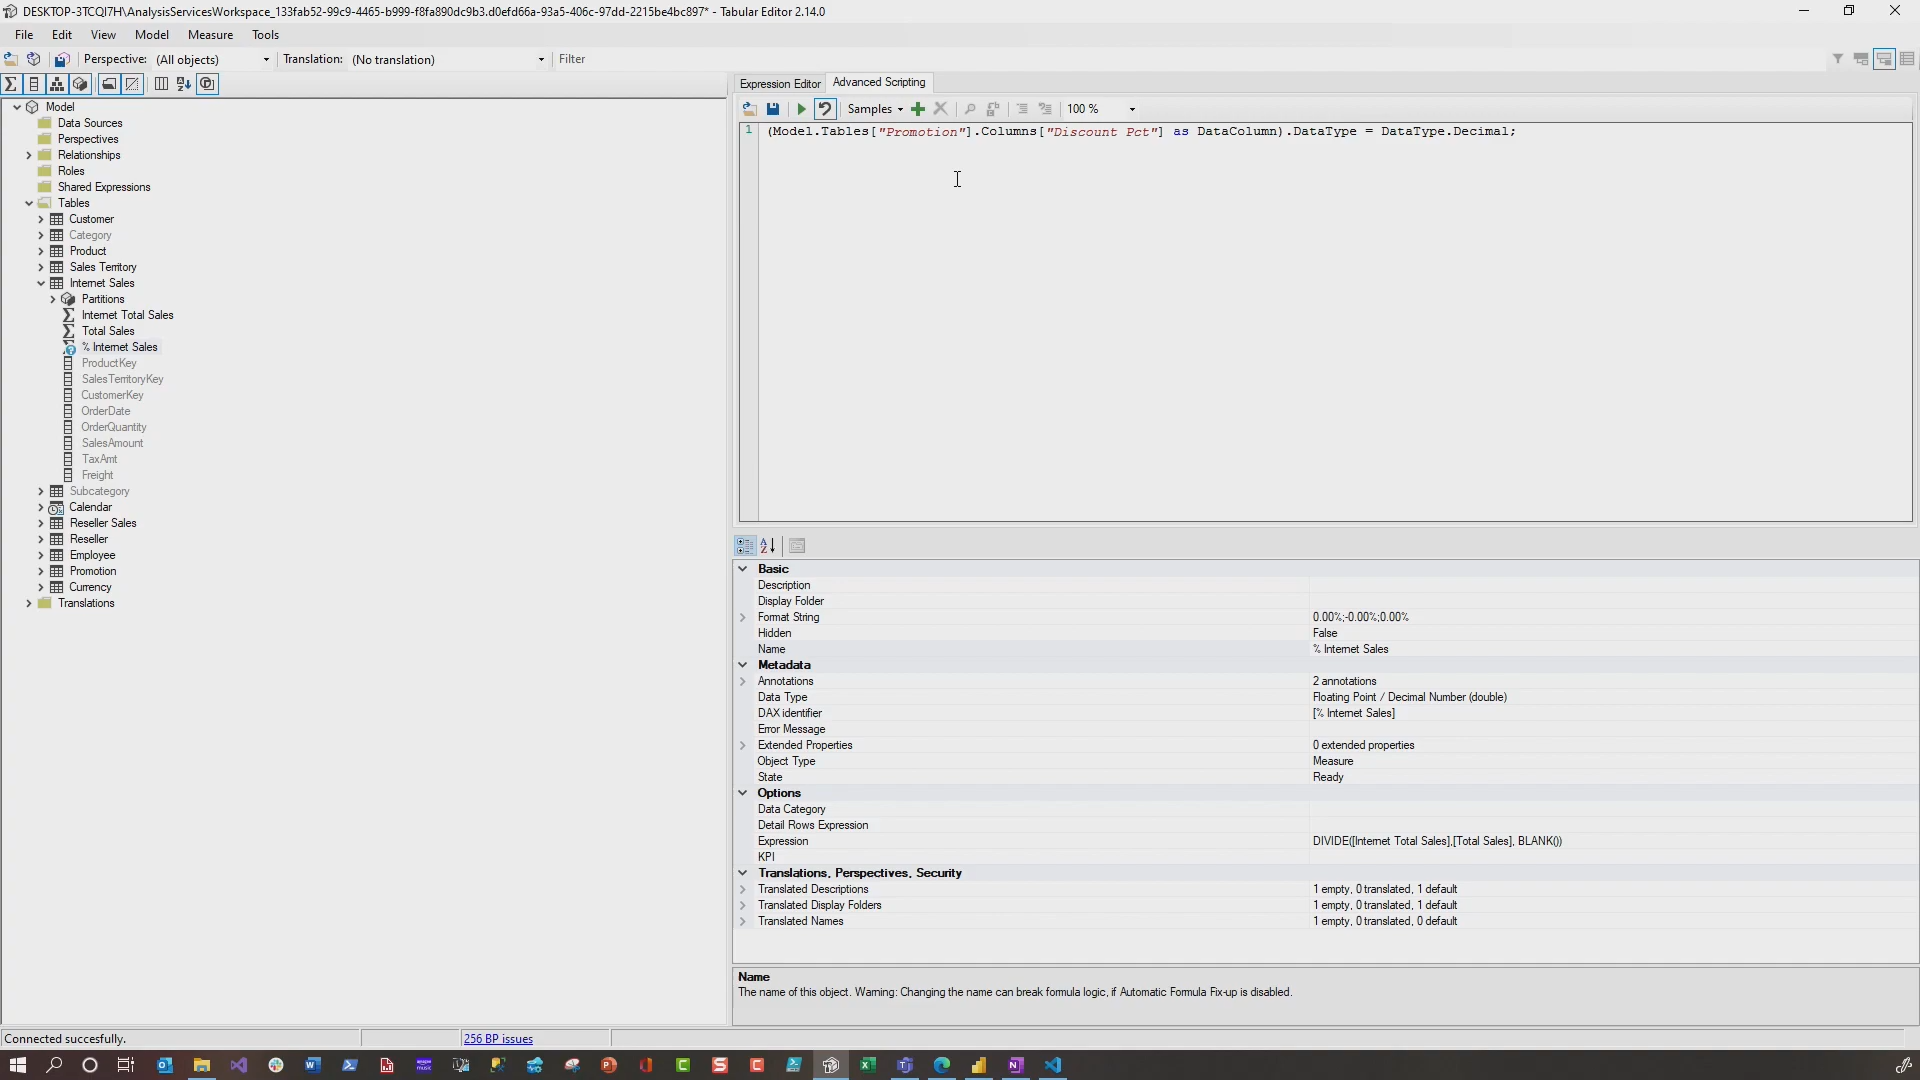 DESKTOP-3TCQI7H\AnalysisServicesWorkspace_133fab52-99c9-4465-b999-f8fa890dc9b3.d0efd66a-93a5-406c-97dd-2215be4bc897* - Tabular Editor 2.14.0
File Edit View Model Measure Tools
Perspective: (All objects) Translation: (No translation) Filter
Expression Editor Advanced Scripting
Samples 100 %
1 (Model.Tables["Promotion"].Columns["Discount Pct"] as DataColumn).DataType = DataType.Decimal;
Model
Data Sources
Perspectives
Relationships
Roles
Shared Expressions
Tables
Customer
Category
Product
Sales Territory
Internet Sales
Partitions
Internet Total Sales
Total Sales
% Internet Sales
ProductKey
SalesTerritoryKey
CustomerKey
OrderDate
OrderQuantity
SalesAmount
TaxAmt
Freight
Subcategory
Calendar
Reseller Sales
Reseller
Employee
Promotion
Currency
Translations
Basic
Description
Display Folder
Format String 0.00%;-0.00%;0.00%
Hidden False
Name % Internet Sales
Metadata
Annotations 2 annotations
Data Type Floating Point / Decimal Number (double)
DAX identifier [% Internet Sales]
Error Message
Extended Properties 0 extended properties
Object Type Measure
State Ready
Options
Data Category
Detail Rows Expression
Expression DIVIDE([Internet Total Sales],[Total Sales], BLANK())
KPI
Translations, Perspectives, Security
Translated Descriptions 1 empty, 0 translated, 1 default
Translated Display Folders 1 empty, 0 translated, 1 default
Translated Names 1 empty, 0 translated, 0 default
Name
The name of this object. Warning: Changing the name can break formula logic, if Automatic Formula Fix-up is disabled.
Connected succesfully. 256 BP issues